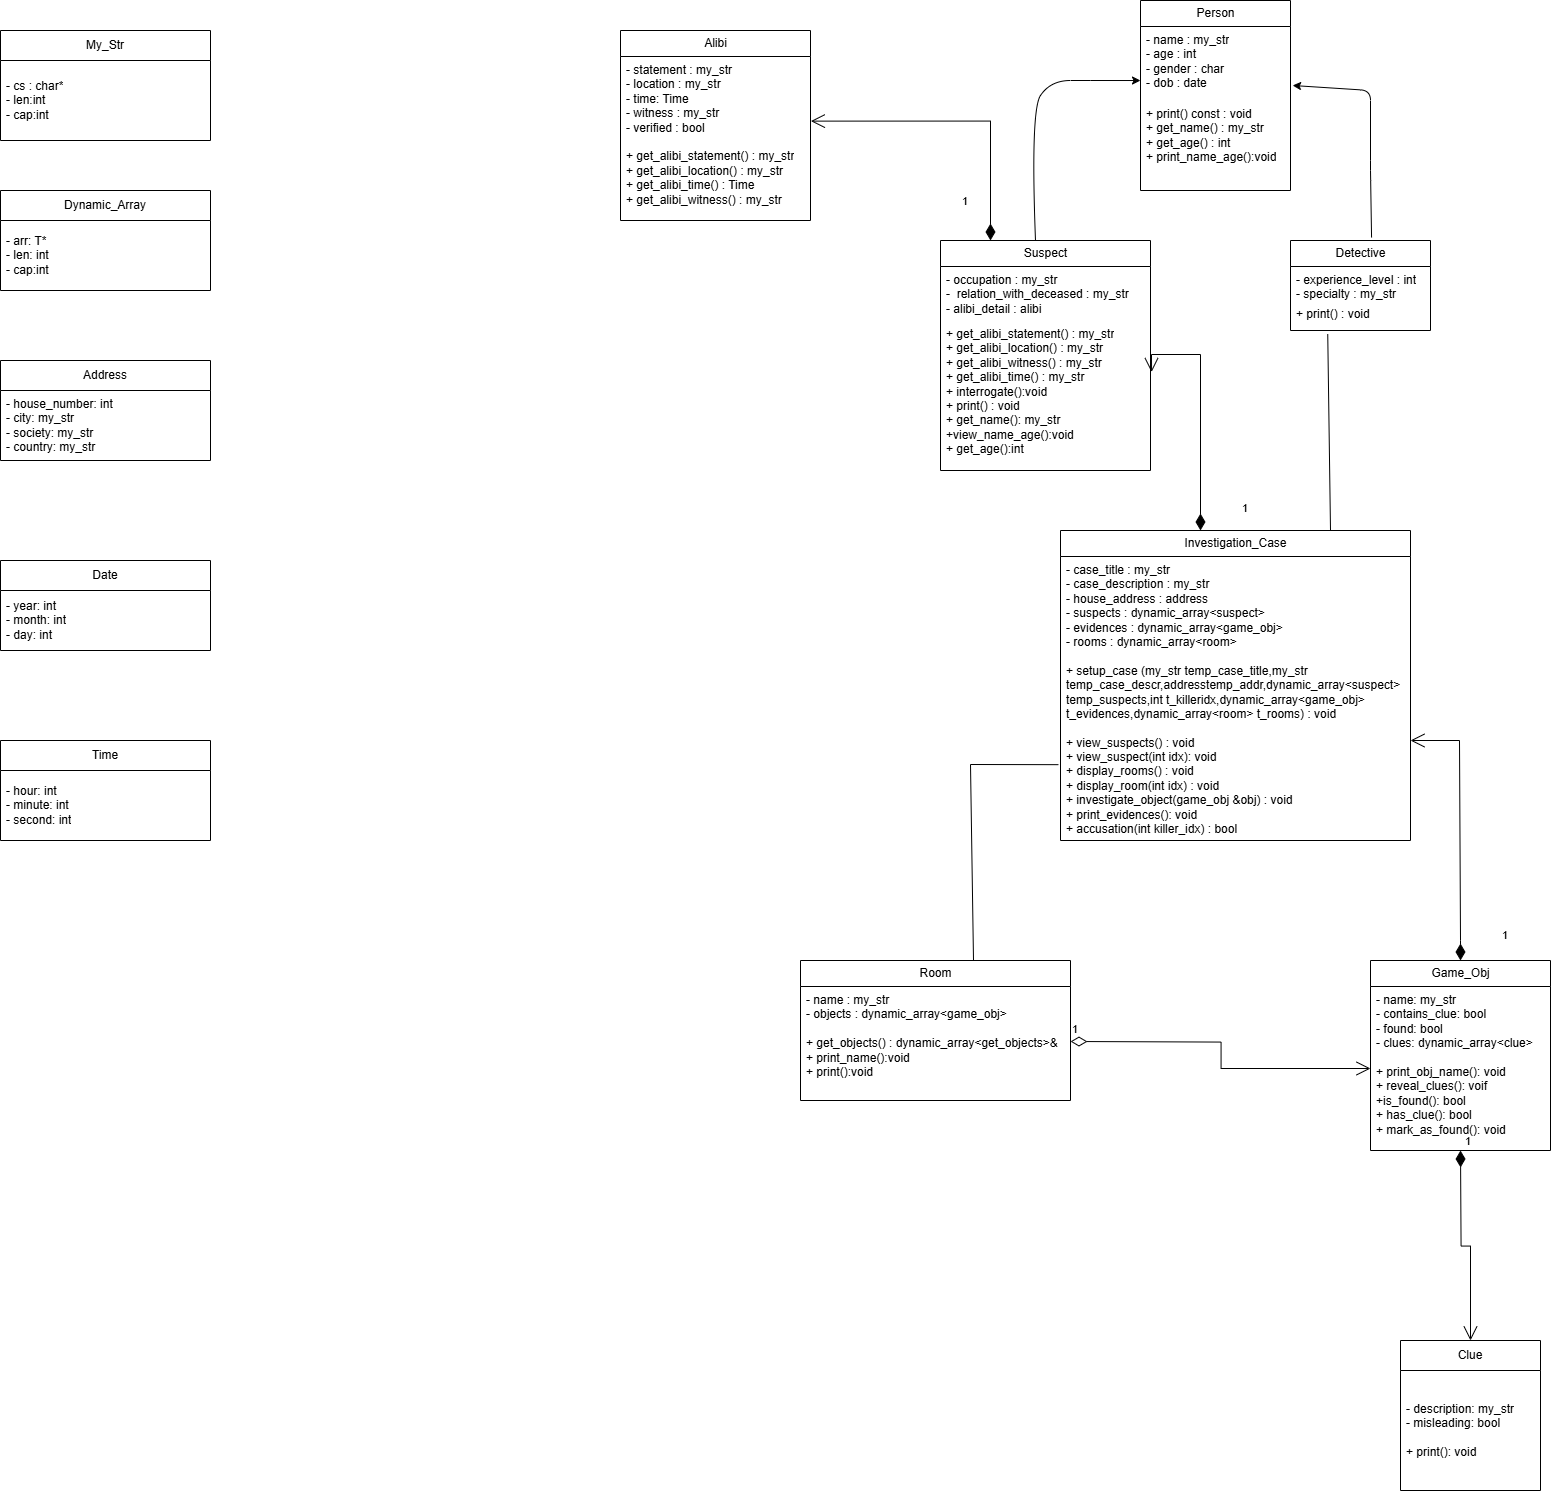 My_Str
- cs : char*
- len:int
- cap:int
Dynamic_Array
- arr: T*
- len: int
- cap:int
Address
- house_number: int
- city: my_str
- society: my_str
- country: my_str
Date
- year: int
- month: int
- day: int
Time
- hour: int
- minute: int
- second: int
Alibi
- statement : my_str
- location : my_str
- time: Time
- witness : my_str
- verified : bool
+ get_alibi_statement() : my_str
+ get_alibi_location() : my_str
+ get_alibi_time() : Time
+ get_alibi_witness() : my_str
Person
- name : my_str
- age : int
- gender : char
- dob : date
+ print() const : void
+ get_name() : my_str
+ get_age() : int
+ print_name_age():void
1
Suspect
- occupation : my_str
- relation_with_deceased : my_str
- alibi_detail : alibi
+ get_alibi_statement() : my_str
+ get_alibi_location() : my_str
+ get_alibi_witness() : my_str
+ get_alibi_time() : my_str
+ interrogate():void
+ print() : void
+ get_name(): my_str
+view_name_age():void
+ get_age():int
Detective
- experience_level : int
- specialty : my_str
+ print() : void
1
Investigation_Case
- case_title : my_str
- case_description : my_str
- house_address : address
- suspects : dynamic_array<suspect>
- evidences : dynamic_array<game_obj>
- rooms : dynamic_array<room>
+ setup_case (my_str temp_case_title,my_str
temp_case_descr,addresstemp_addr,dynamic_array<suspect>
temp_suspects,int t_killeridx,dynamic_array<game_obj>
t_evidences,dynamic_array<room> t_rooms) : void
+ view_suspects() : void
+ view_suspect(int idx): void
+ display_rooms() : void
+ display_room(int idx) : void
+ investigate_object(game_obj &obj) : void
+ print_evidences(): void
+ accusation(int killer_idx) : bool
1
Room
- name : my_str
- objects : dynamic_array<game_obj>
+ get_objects() : dynamic_array<get_objects>&
+ print_name():void
+ print():void
1
Game_Obj
- name: my_str
- contains_clue: bool
- found: bool
- clues: dynamic_array<clue>
+ print_obj_name(): void
+ reveal_clues(): voif
+is_found(): bool
+ has_clue(): bool
+ mark_as_found(): void
1
Clue
- description: my_str
- misleading: bool
+ print(): void